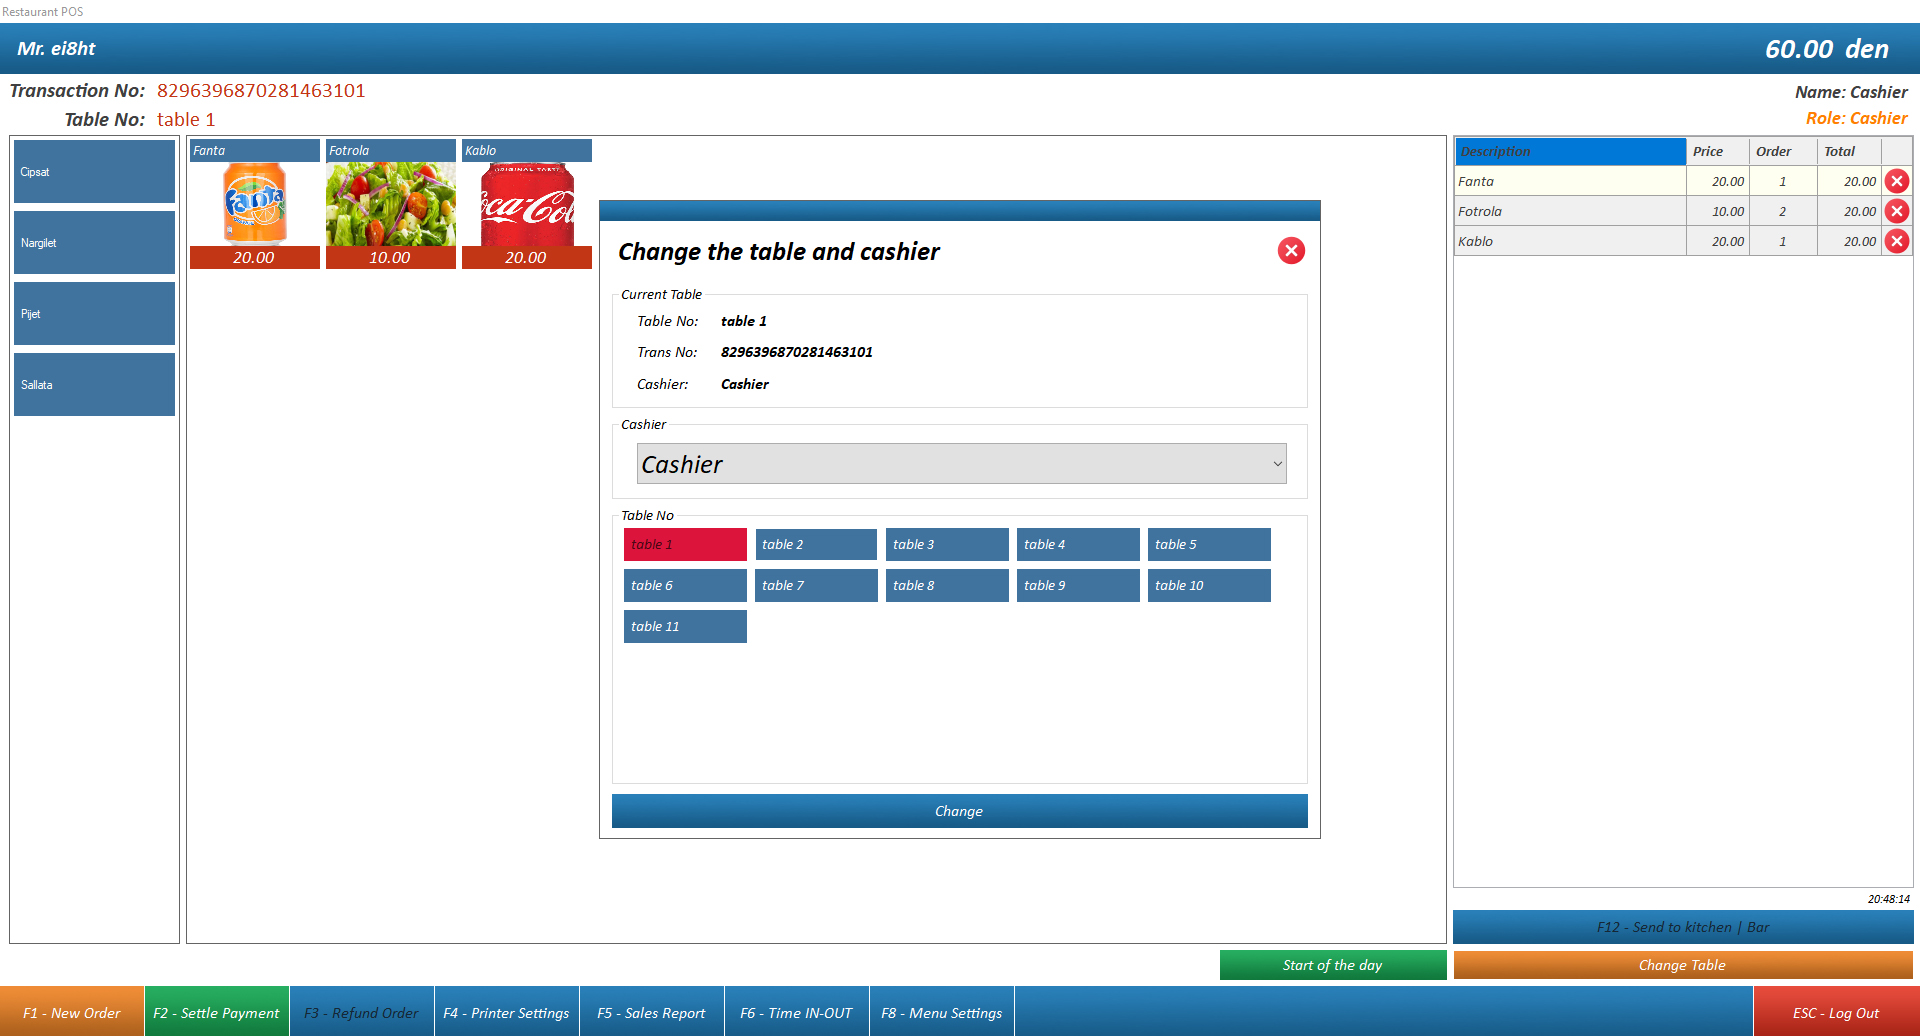 Restaurant POS
Mr. ei8ht
60.00 den
Transaction No: 8296396870281463101
Table No: table 1
Name: Cashier
Role: Cashier
Cipsat
Nargilet
Pijet
Sallata
Fanta
Fotrola
Kablo
Fanta
ORIGINAL TASTE
Coca-Cola
20.00
10.00
20.00
Change the table and cashier
Current Table
Table No: table 1
Trans No: 8296396870281463101
Cashier: Cashier
Cashier
Cashier
Table No
table 1
table 2
table 3
table 4
table 5
table 6
table 7
table 8
table 9
table 10
table 11
Change
Description Price Order Total
Fanta 20.00 1 20.00
Fotrola 10.00 2 20.00
Kablo 20.00 1 20.00
20:48:14
F12 - Send to kitchen | Bar
Start of the day
Change Table
F1 - New Order
F2 - Settle Payment
F3 - Refund Order
F4 - Printer Settings
F5 - Sales Report
F6 - Time IN-OUT
F8 - Menu Settings
ESC - Log Out